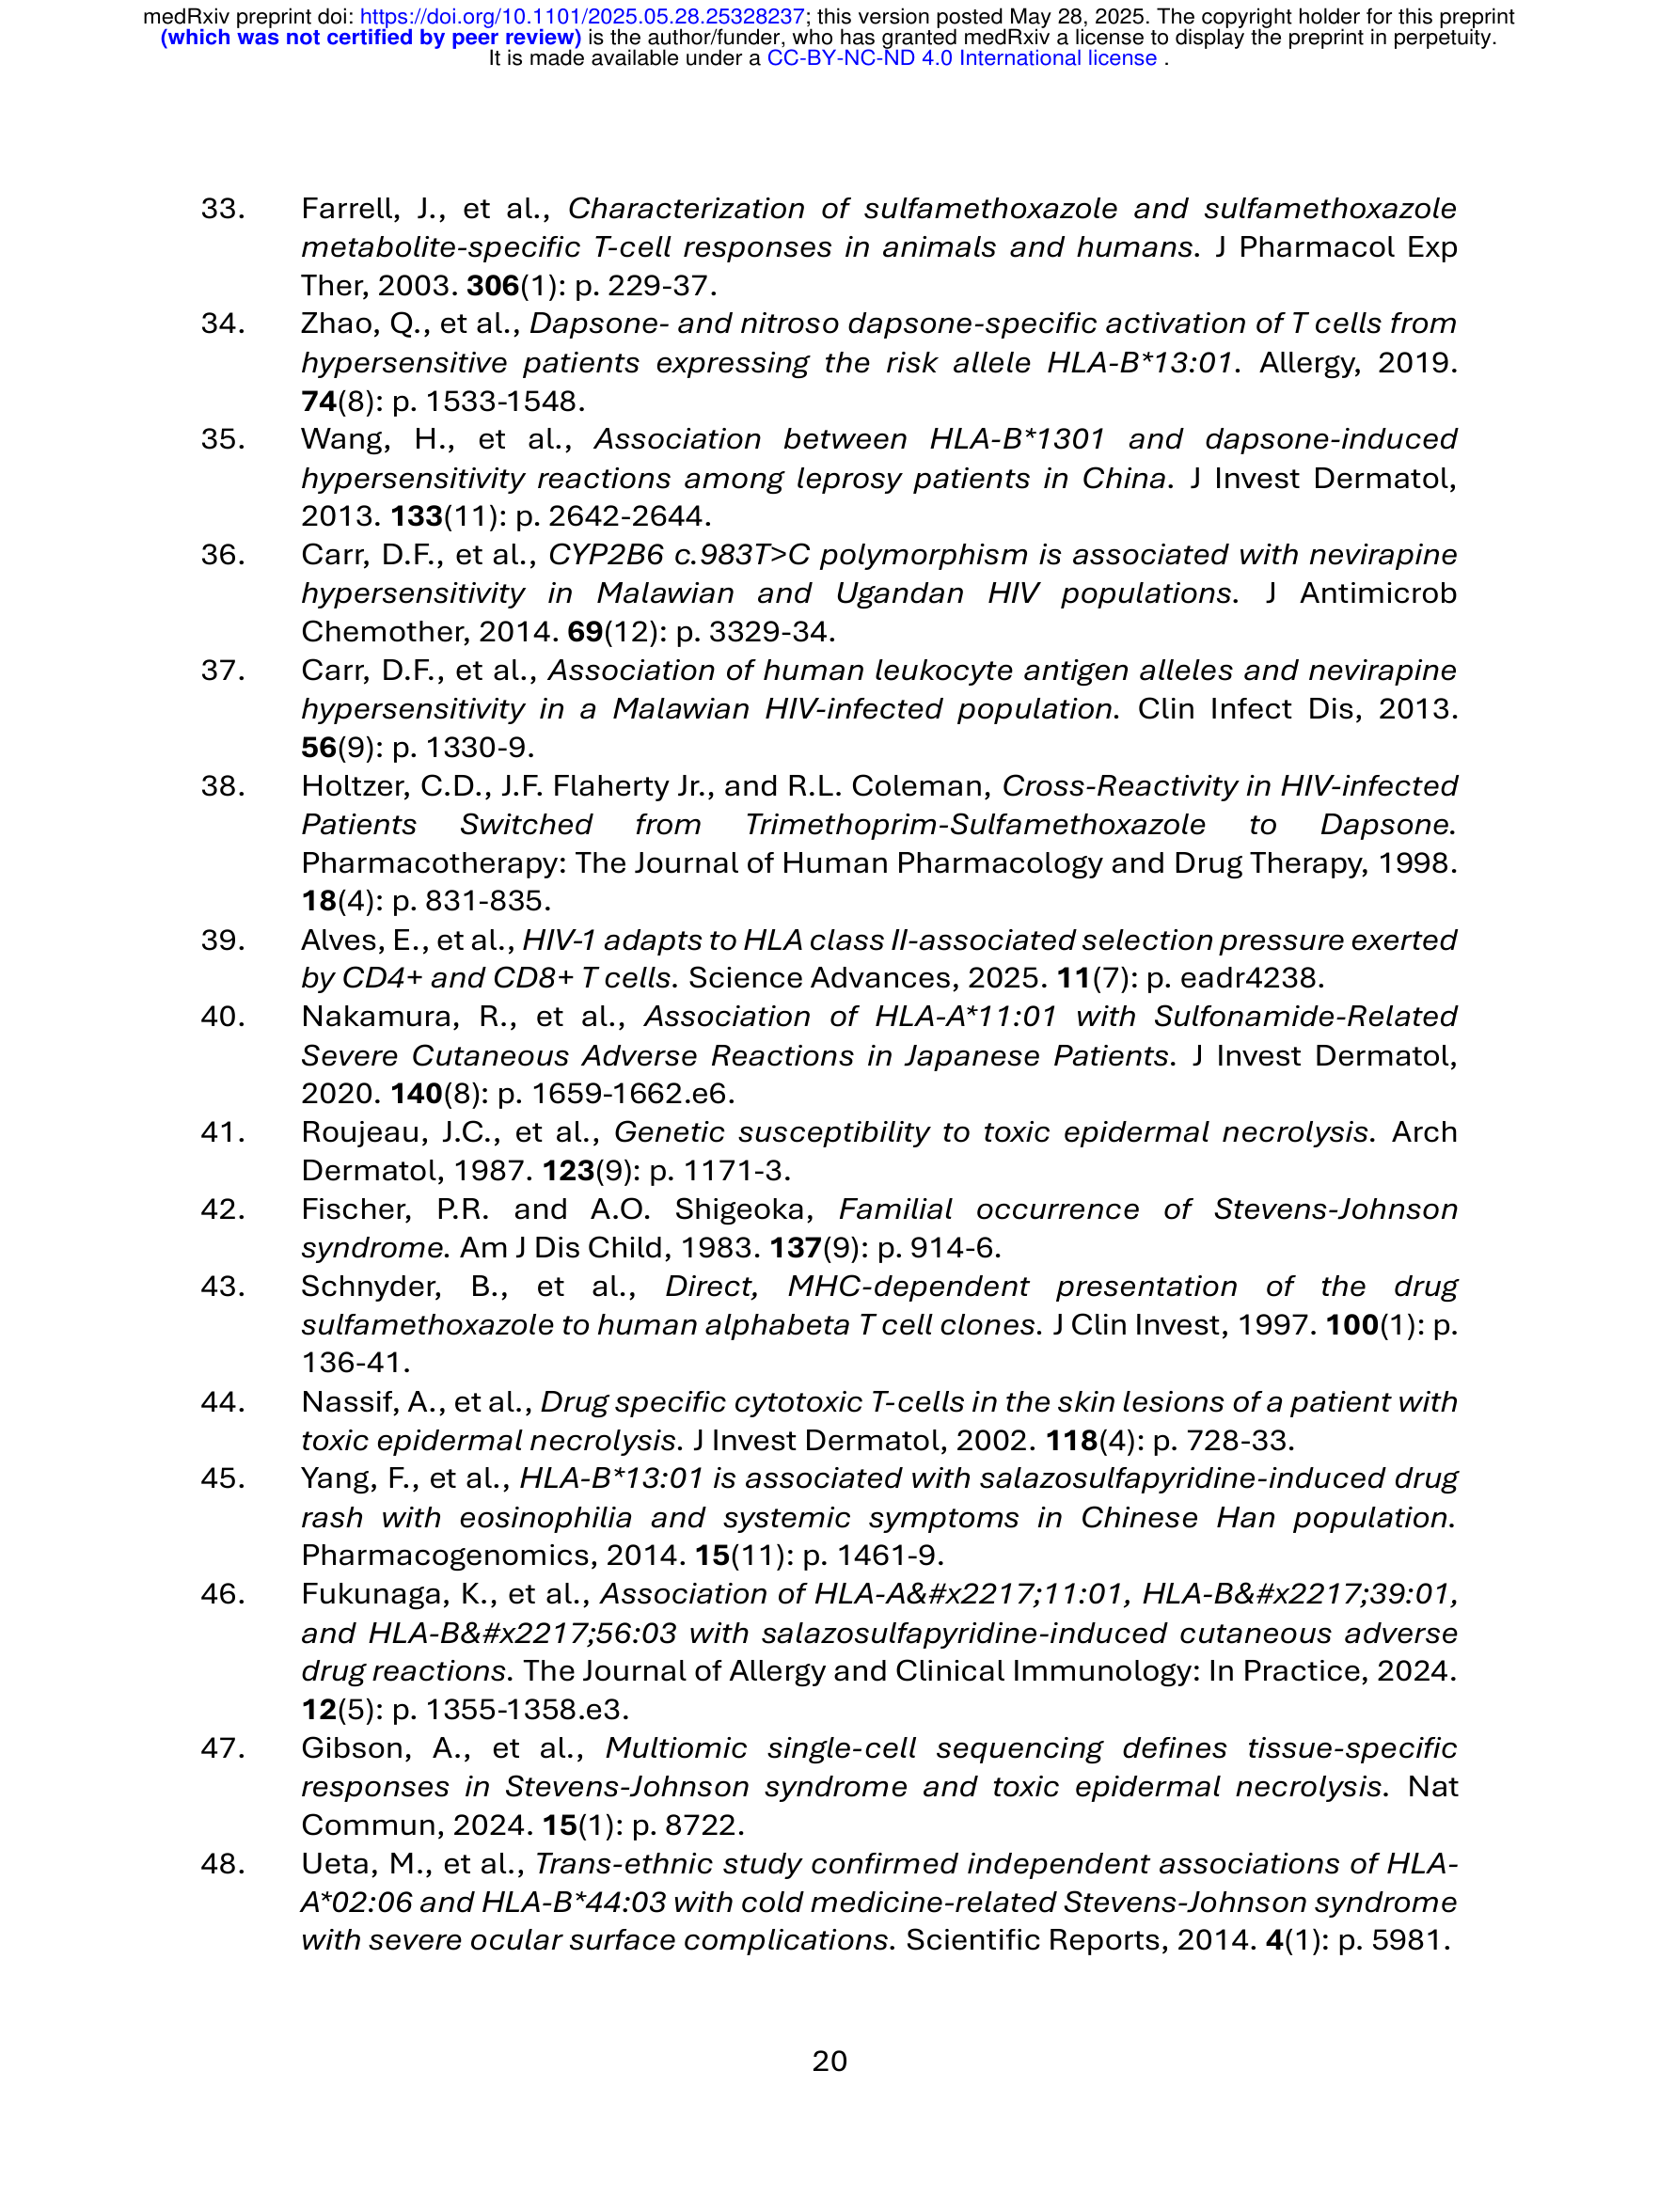 medRxiv preprint doi: https://doi.org/10.1101/2025.05.28.25328237; this version posted May 28, 2025. The copyright holder for this preprint
(which was not certified by peer review) is the author/funder, who has granted medRxiv a license to display the preprint in perpetuity.
It is made available under a CC-BY-NC-ND 4.0 International license .
33. Farrell, J., et al., Characterization of sulfamethoxazole and sulfamethoxazole
metabolite-specific T-cell responses in animals and humans. J Pharmacol Exp
Ther, 2003. 306(1): p. 229-37.
34. Zhao, Q., et al., Dapsone- and nitroso dapsone-specific activation of T cells from
hypersensitive patients expressing the risk allele HLA-B*13:01. Allergy, 2019.
74(8): p. 1533-1548.
35. Wang, H., et al., Association between HLA-B*1301 and dapsone-induced
hypersensitivity reactions among leprosy patients in China. J Invest Dermatol,
2013. 133(11): p. 2642-2644.
36. Carr, D.F., et al., CYP2B6 c.983T>C polymorphism is associated with nevirapine
hypersensitivity in Malawian and Ugandan HIV populations. J Antimicrob
Chemother, 2014. 69(12): p. 3329-34.
37. Carr, D.F., et al., Association of human leukocyte antigen alleles and nevirapine
hypersensitivity in a Malawian HIV-infected population. Clin Infect Dis, 2013.
56(9): p. 1330-9.
38. Holtzer, C.D., J.F. Flaherty Jr., and R.L. Coleman, Cross-Reactivity in HIV-infected
Patients Switched from Trimethoprim-Sulfamethoxazole to Dapsone.
Pharmacotherapy: The Journal of Human Pharmacology and Drug Therapy, 1998.
18(4): p. 831-835.
39. Alves, E., et al., HIV-1 adapts to HLA class II-associated selection pressure exerted
by CD4+ and CD8+ T cells. Science Advances, 2025. 11(7): p. eadr4238.
40. Nakamura, R., et al., Association of HLA-A*11:01 with Sulfonamide-Related
Severe Cutaneous Adverse Reactions in Japanese Patients. J Invest Dermatol,
2020. 140(8): p. 1659-1662.e6.
41. Roujeau, J.C., et al., Genetic susceptibility to toxic epidermal necrolysis. Arch
Dermatol, 1987. 123(9): p. 1171-3.
42. Fischer, P.R. and A.O. Shigeoka, Familial occurrence of Stevens-Johnson
syndrome. Am J Dis Child, 1983. 137(9): p. 914-6.
43. Schnyder, B., et al., Direct, MHC-dependent presentation of the drug
sulfamethoxazole to human alphabeta T cell clones. J Clin Invest, 1997. 100(1): p.
136-41.
44. Nassif, A., et al., Drug specific cytotoxic T-cells in the skin lesions of a patient with
toxic epidermal necrolysis. J Invest Dermatol, 2002. 118(4): p. 728-33.
45. Yang, F., et al., HLA-B*13:01 is associated with salazosulfapyridine-induced drug
rash with eosinophilia and systemic symptoms in Chinese Han population.
Pharmacogenomics, 2014. 15(11): p. 1461-9.
46. Fukunaga, K., et al., Association of HLA-A&#x2217;11:01, HLA-B&#x2217;39:01,
and HLA-B&#x2217;56:03 with salazosulfapyridine-induced cutaneous adverse
drug reactions. The Journal of Allergy and Clinical Immunology: In Practice, 2024.
12(5): p. 1355-1358.e3.
47. Gibson, A., et al., Multiomic single-cell sequencing defines tissue-specific
responses in Stevens-Johnson syndrome and toxic epidermal necrolysis. Nat
Commun, 2024. 15(1): p. 8722.
48. Ueta, M., et al., Trans-ethnic study confirmed independent associations of HLA-
A*02:06 and HLA-B*44:03 with cold medicine-related Stevens-Johnson syndrome
with severe ocular surface complications. Scientific Reports, 2014. 4(1): p. 5981.
20